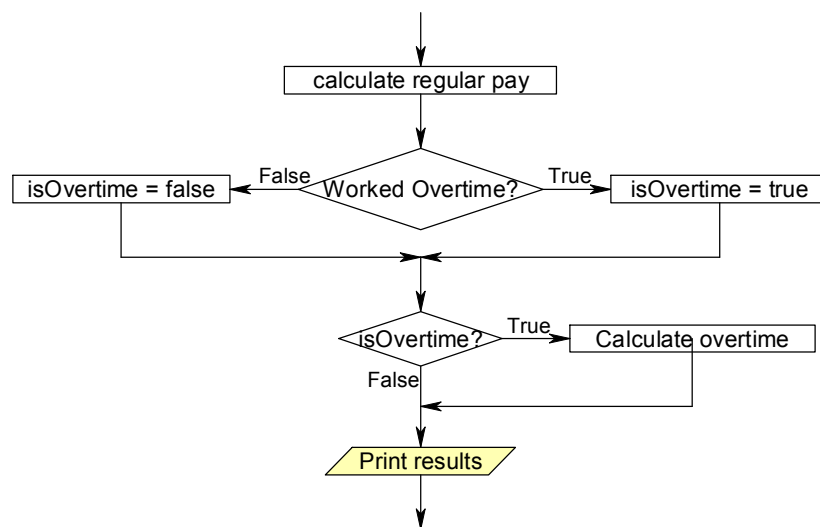 calculate regular pay
False
Worked Overtime?
True
isOvertime = false
isOvertime = true
isOvertime?
True
Calculate overtime
False
Print results